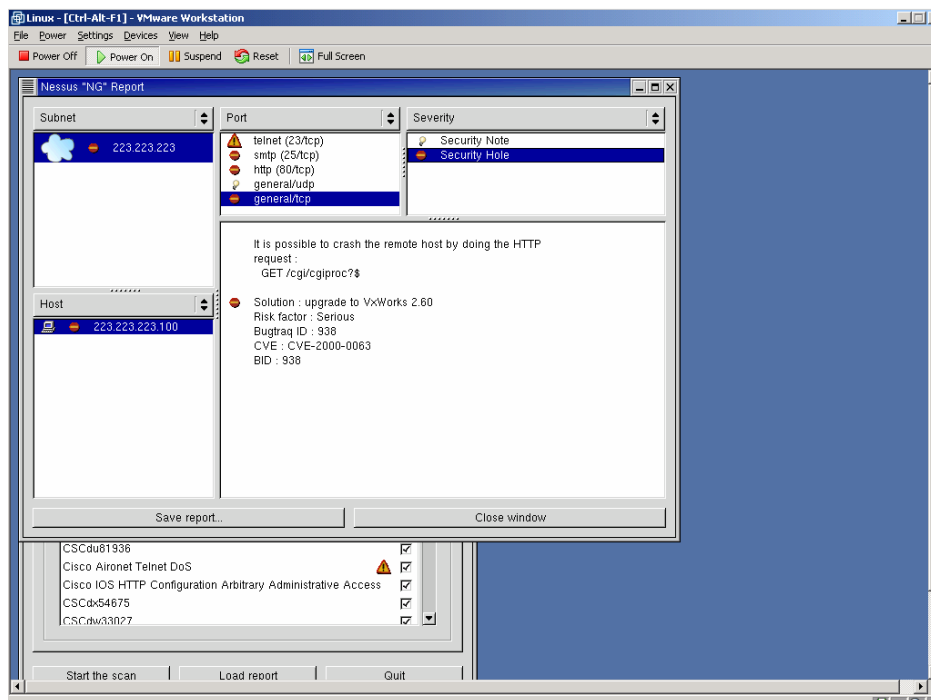 Linux - [Ctrl-Alt-F1] - VMware Workstation
File Power Settings Devices View Help
Power Off Power On Suspend Reset Full Screen
Nessus "NG" Report
Subnet
223.223.223
Port
telnet (23/tcp)
smtp (25/tcp)
http (80/tcp)
general/udp
general/tcp
Severity
Security Note
Security Hole
Host
223.223.223.100
It is possible to crash the remote host by doing the HTTP
request :
GET /cgi/cgiproc?$
Solution : upgrade to VxWorks 2.60
Risk factor : Serious
Bugtraq ID : 938
CVE : CVE-2000-0063
BID : 938
Save report...
Close window
CSCdu81936
Cisco Aironet Telnet DoS
Cisco IOS HTTP Configuration Arbitrary Administrative Access
CSCdx54675
CSCdw33027
Start the scan
Load report
Quit